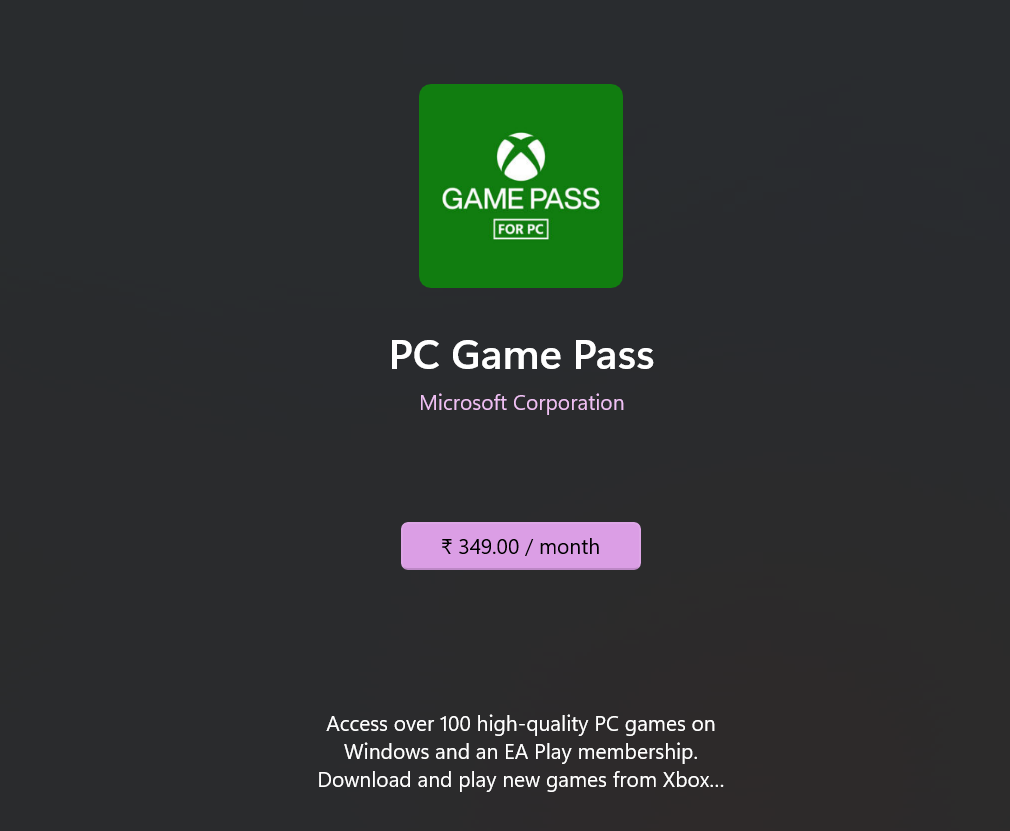 GAME PASS
FOR PC
PC Game Pass
Microsoft Corporation
₹ 349.00 / month
Access over 100 high-quality PC games on
Windows and an EA Play membership.
Download and play new games from Xbox...